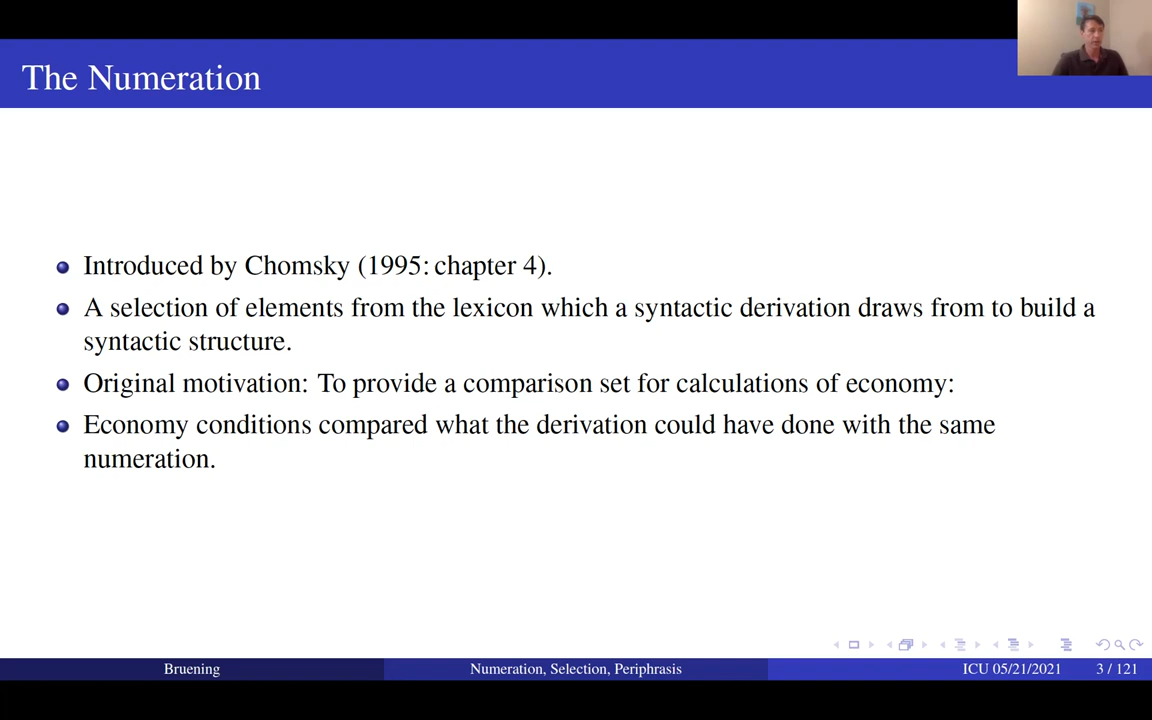 The Numeration
Introduced by Chomsky (1995: chapter 4).
A selection of elements from the lexicon which a syntactic derivation draws from to build a
syntactic structure.
Original motivation: To provide a comparison set for calculations of economy:
Economy conditions compared what the derivation could have done with the same
numeration.
Bruening
Numeration, Selection, Periphrasis
ICU 05/21/2021
3 / 121